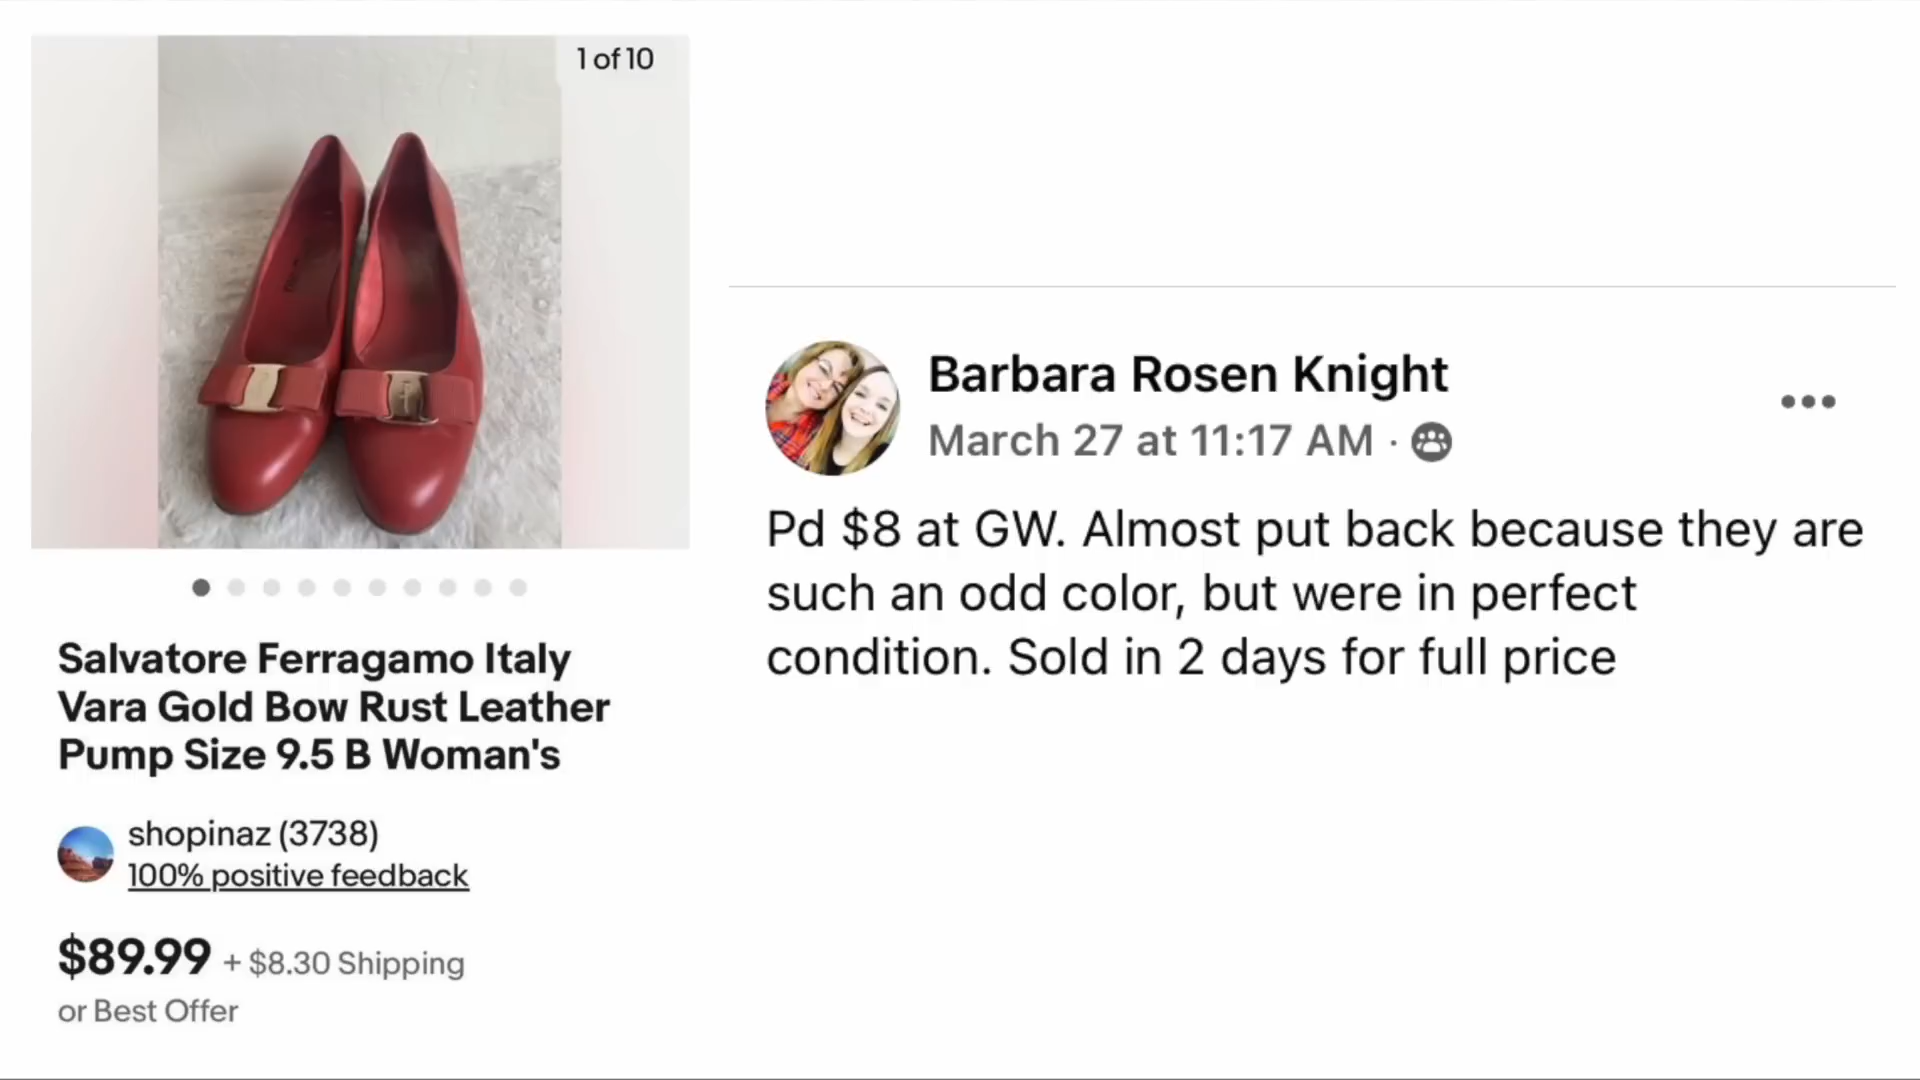 1 of 10
Salvatore Ferragamo Italy
Vara Gold Bow Rust Leather
Pump Size 9.5 B Woman's
shopinaz (3738)
100% positive feedback
$89.99 + $8.30 Shipping
or Best Offer
Barbara Rosen Knight
March 27 at 11:17 AM ·
Pd $8 at GW. Almost put back because they are
such an odd color, but were in perfect
condition. Sold in 2 days for full price